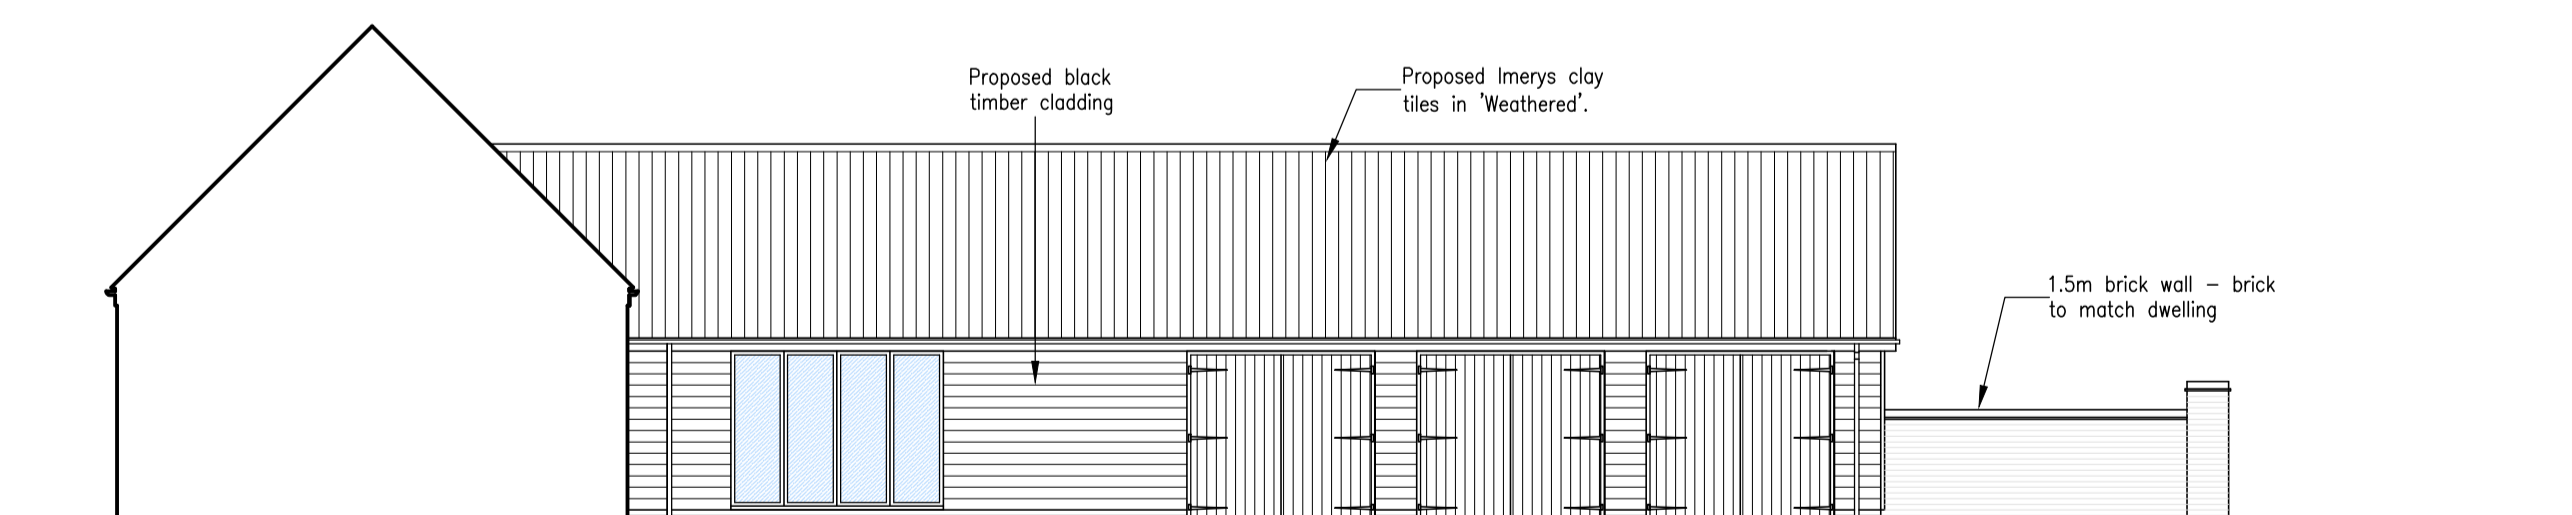 Proposed black
timber cladding
Proposed Imerys clay
tiles in 'Weathered'.
1.5m brick wall – brick
to match dwelling